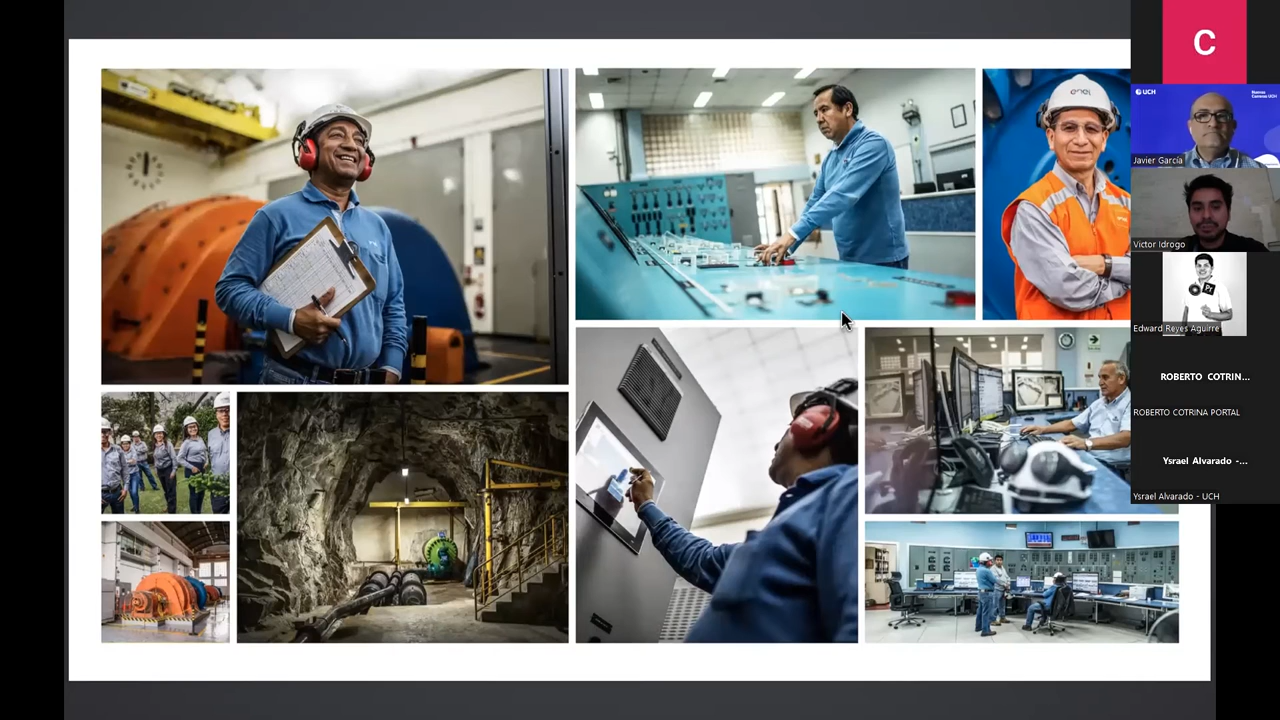 enel
C
UCH
Javier García
Victor Idrogo
Pr
Edward Reyes Aguirre
ROBERTO COTRIN...
ROBERTO COTRINA PORTAL
Ysrael Alvarado -...
Ysrael Alvarado - UCH